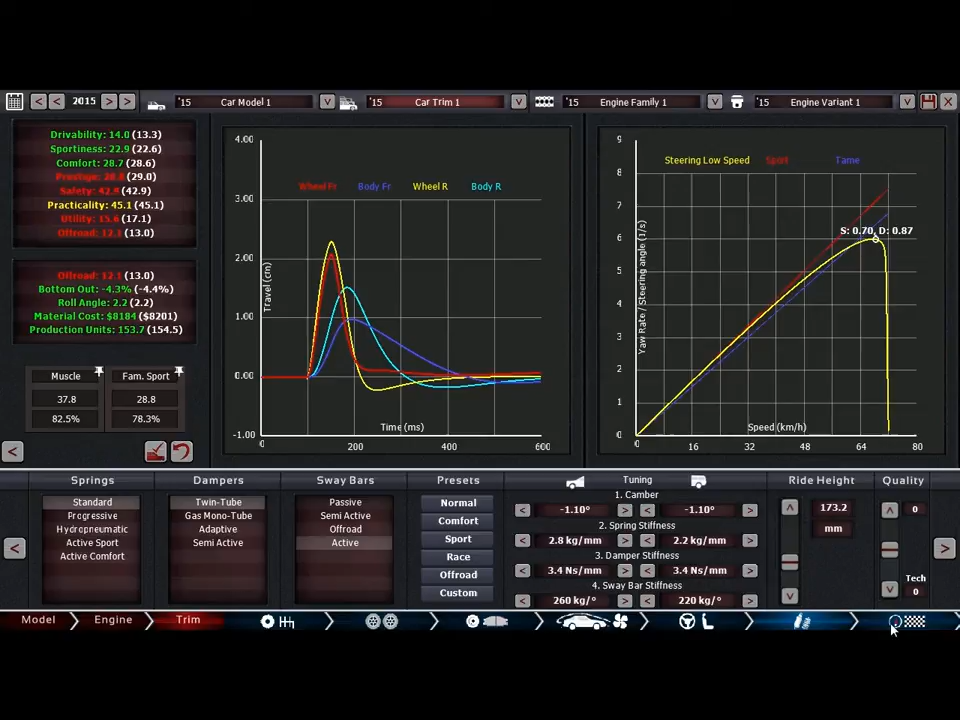 2015
'15 Car Model 1
'15 Car Trim 1
'15 Engine Family 1
'15 Engine Variant 1
Drivability: 14.0 (13.3)
Sportiness: 22.9 (22.6)
Comfort: 28.7 (28.6)
Prestige: 28.8 (29.0)
Safety: 42.8 (42.9)
Practicality: 45.1 (45.1)
Utility: 15.6 (17.1)
Offroad: 12.1 (13.0)
Offroad: 12.1 (13.0)
Bottom Out: -4.3% (-4.4%)
Roll Angle: 2.2 (2.2)
Material Cost: $8184 ($8201)
Production Units: 153.7 (154.5)
Muscle Fam. Sport
37.8 28.8
82.5% 78.3%
4.00
3.00
2.00
1.00
0.00
-1.00
Wheel Fr Body Fr Wheel R Body R
Travel (cm)
Time (ms)
0 200 400 600
9
8
7
6
5
4
3
2
1
0
Steering Low Speed Sport Tame
S: 0.70, D: 0.87
Yaw Rate / Steering angle (1/s)
Speed (km/h)
0 16 32 48 64 80
Springs
Standard
Progressive
Hydropneumatic
Active Sport
Active Comfort
Dampers
Twin-Tube
Gas Mono-Tube
Adaptive
Semi Active
Sway Bars
Passive
Semi Active
Offroad
Active
Presets
Normal
Comfort
Sport
Race
Offroad
Custom
Tuning
1. Camber
-1.10° -1.10°
2. Spring Stiffness
2.8 kg/mm 2.2 kg/mm
3. Damper Stiffness
3.4 Ns/mm 3.4 Ns/mm
4. Sway Bar Stiffness
260 kg/° 220 kg/°
Ride Height
173.2
mm
Quality
0
Tech
0
Model Engine Trim